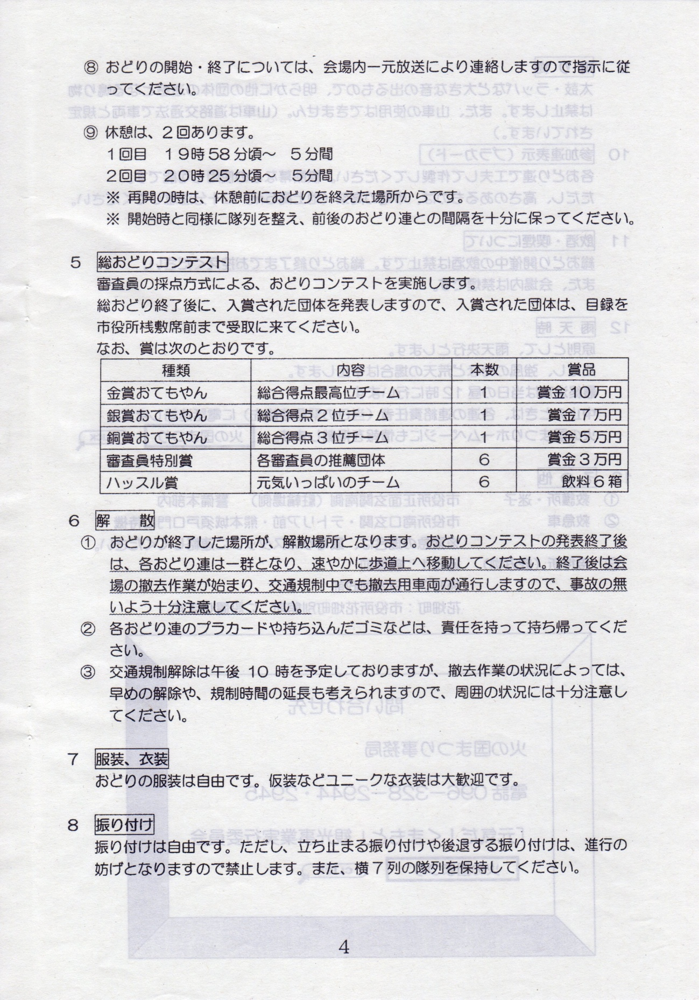 ⑧ おどりの開始・終了については、会場内一元放送により連絡しますので指示に従
ってください。
⑨ 休憩は、2回あります。
1回目　19時58分頃～　5分間
2回目　20時25分頃～　5分間
※ 再開の時は、休憩前におどりを終えた場所からです。
※ 開始時と同様に隊列を整え、前後のおどり連との間隔を十分に保ってください。
5 総おどりコンテスト
審査員の採点方式による、おどりコンテストを実施します。
総おどり終了後に、入賞された団体を発表しますので、入賞された団体は、目録を
市役所桟敷席前まで受取に来てください。
なお、賞は次のとおりです。
種類 内容 本数 賞品
金賞おてもやん 総合得点最高位チーム 1 賞金10万円
銀賞おてもやん 総合得点2位チーム 1 賞金7万円
銅賞おてもやん 総合得点3位チーム 1 賞金5万円
審査員特別賞 各審査員の推薦団体 6 賞金3万円
ハッスル賞 元気いっぱいのチーム 6 飲料6箱
6 解　散
① おどりが終了した場所が、解散場所となります。おどりコンテストの発表終了後
は、各おどり連は一群となり、速やかに歩道上へ移動してください。終了後は会
場の撤去作業が始まり、交通規制中でも撤去用車両が通行しますので、事故の無
いよう十分注意してください。
② 各おどり連のプラカードや持ち込んだゴミなどは、責任を持って持ち帰ってくだ
さい。
③ 交通規制解除は午後 10 時を予定しておりますが、撤去作業の状況によっては、
早めの解除や、規制時間の延長も考えられますので、周囲の状況には十分注意し
てください。
7 服装、衣装
おどりの服装は自由です。仮装などユニークな衣装は大歓迎です。
8 振り付け
振り付けは自由です。ただし、立ち止まる振り付けや後退する振り付けは、進行の
妨げとなりますので禁止します。また、横7列の隊列を保持してください。
4